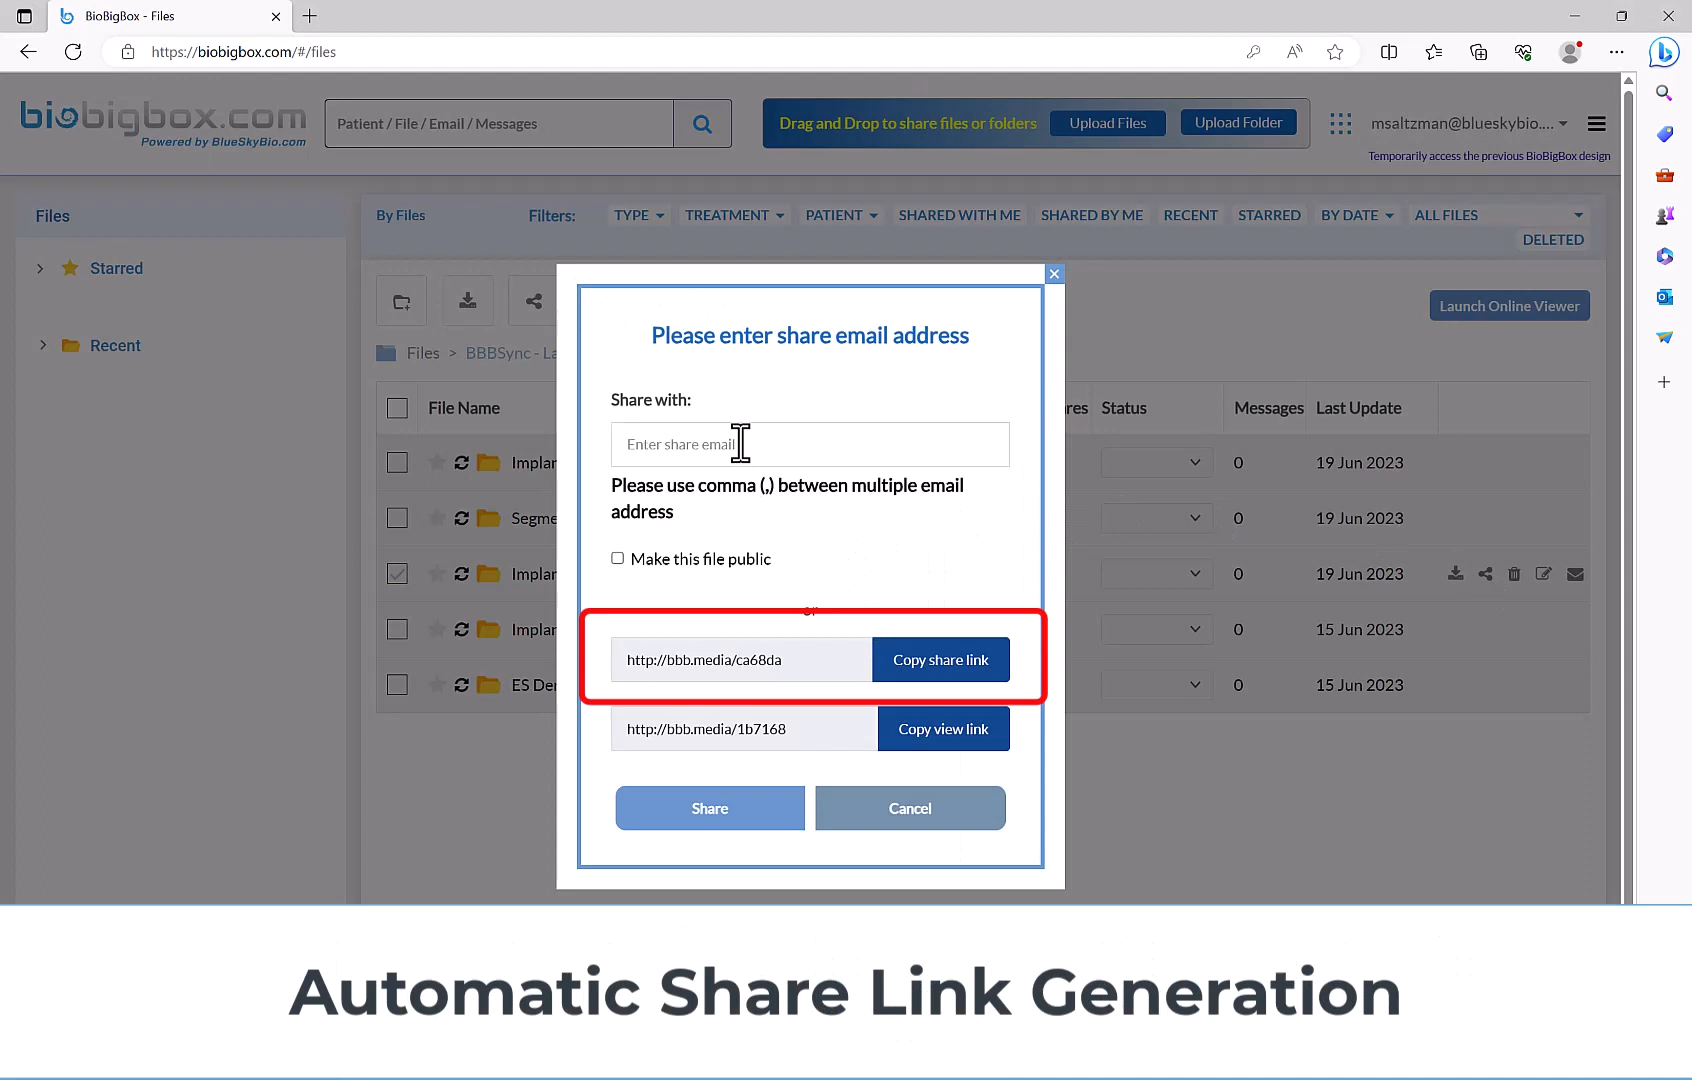 BioBigBox - Files
https://biobigbox.com/#/files
biobigbox.com
Powered by BlueSkyBio.com
Patient / File / Email / Messages
Drag and Drop to share files or folders
Upload Files
Upload Folder
msaltzman@blueskybio....
Temporarily access the previous BioBigBox design
Files
Starred
Recent
By Files
Filters:
TYPE
TREATMENT
PATIENT
SHARED WITH ME
SHARED BY ME
RECENT
STARRED
BY DATE
ALL FILES
DELETED
Launch Online Viewer
Files > BBBSync - La
File Name
Status
Messages
Last Update
Implan
0
19 Jun 2023
Segme
0
19 Jun 2023
Implan
0
19 Jun 2023
Implan
0
15 Jun 2023
ES Der
0
15 Jun 2023
Please enter share email address
Share with:
Enter share email
Please use comma (,) between multiple email
address
Make this file public
http://bbb.media/ca68da
Copy share link
http://bbb.media/1b7168
Copy view link
Share
Cancel
Automatic Share Link Generation